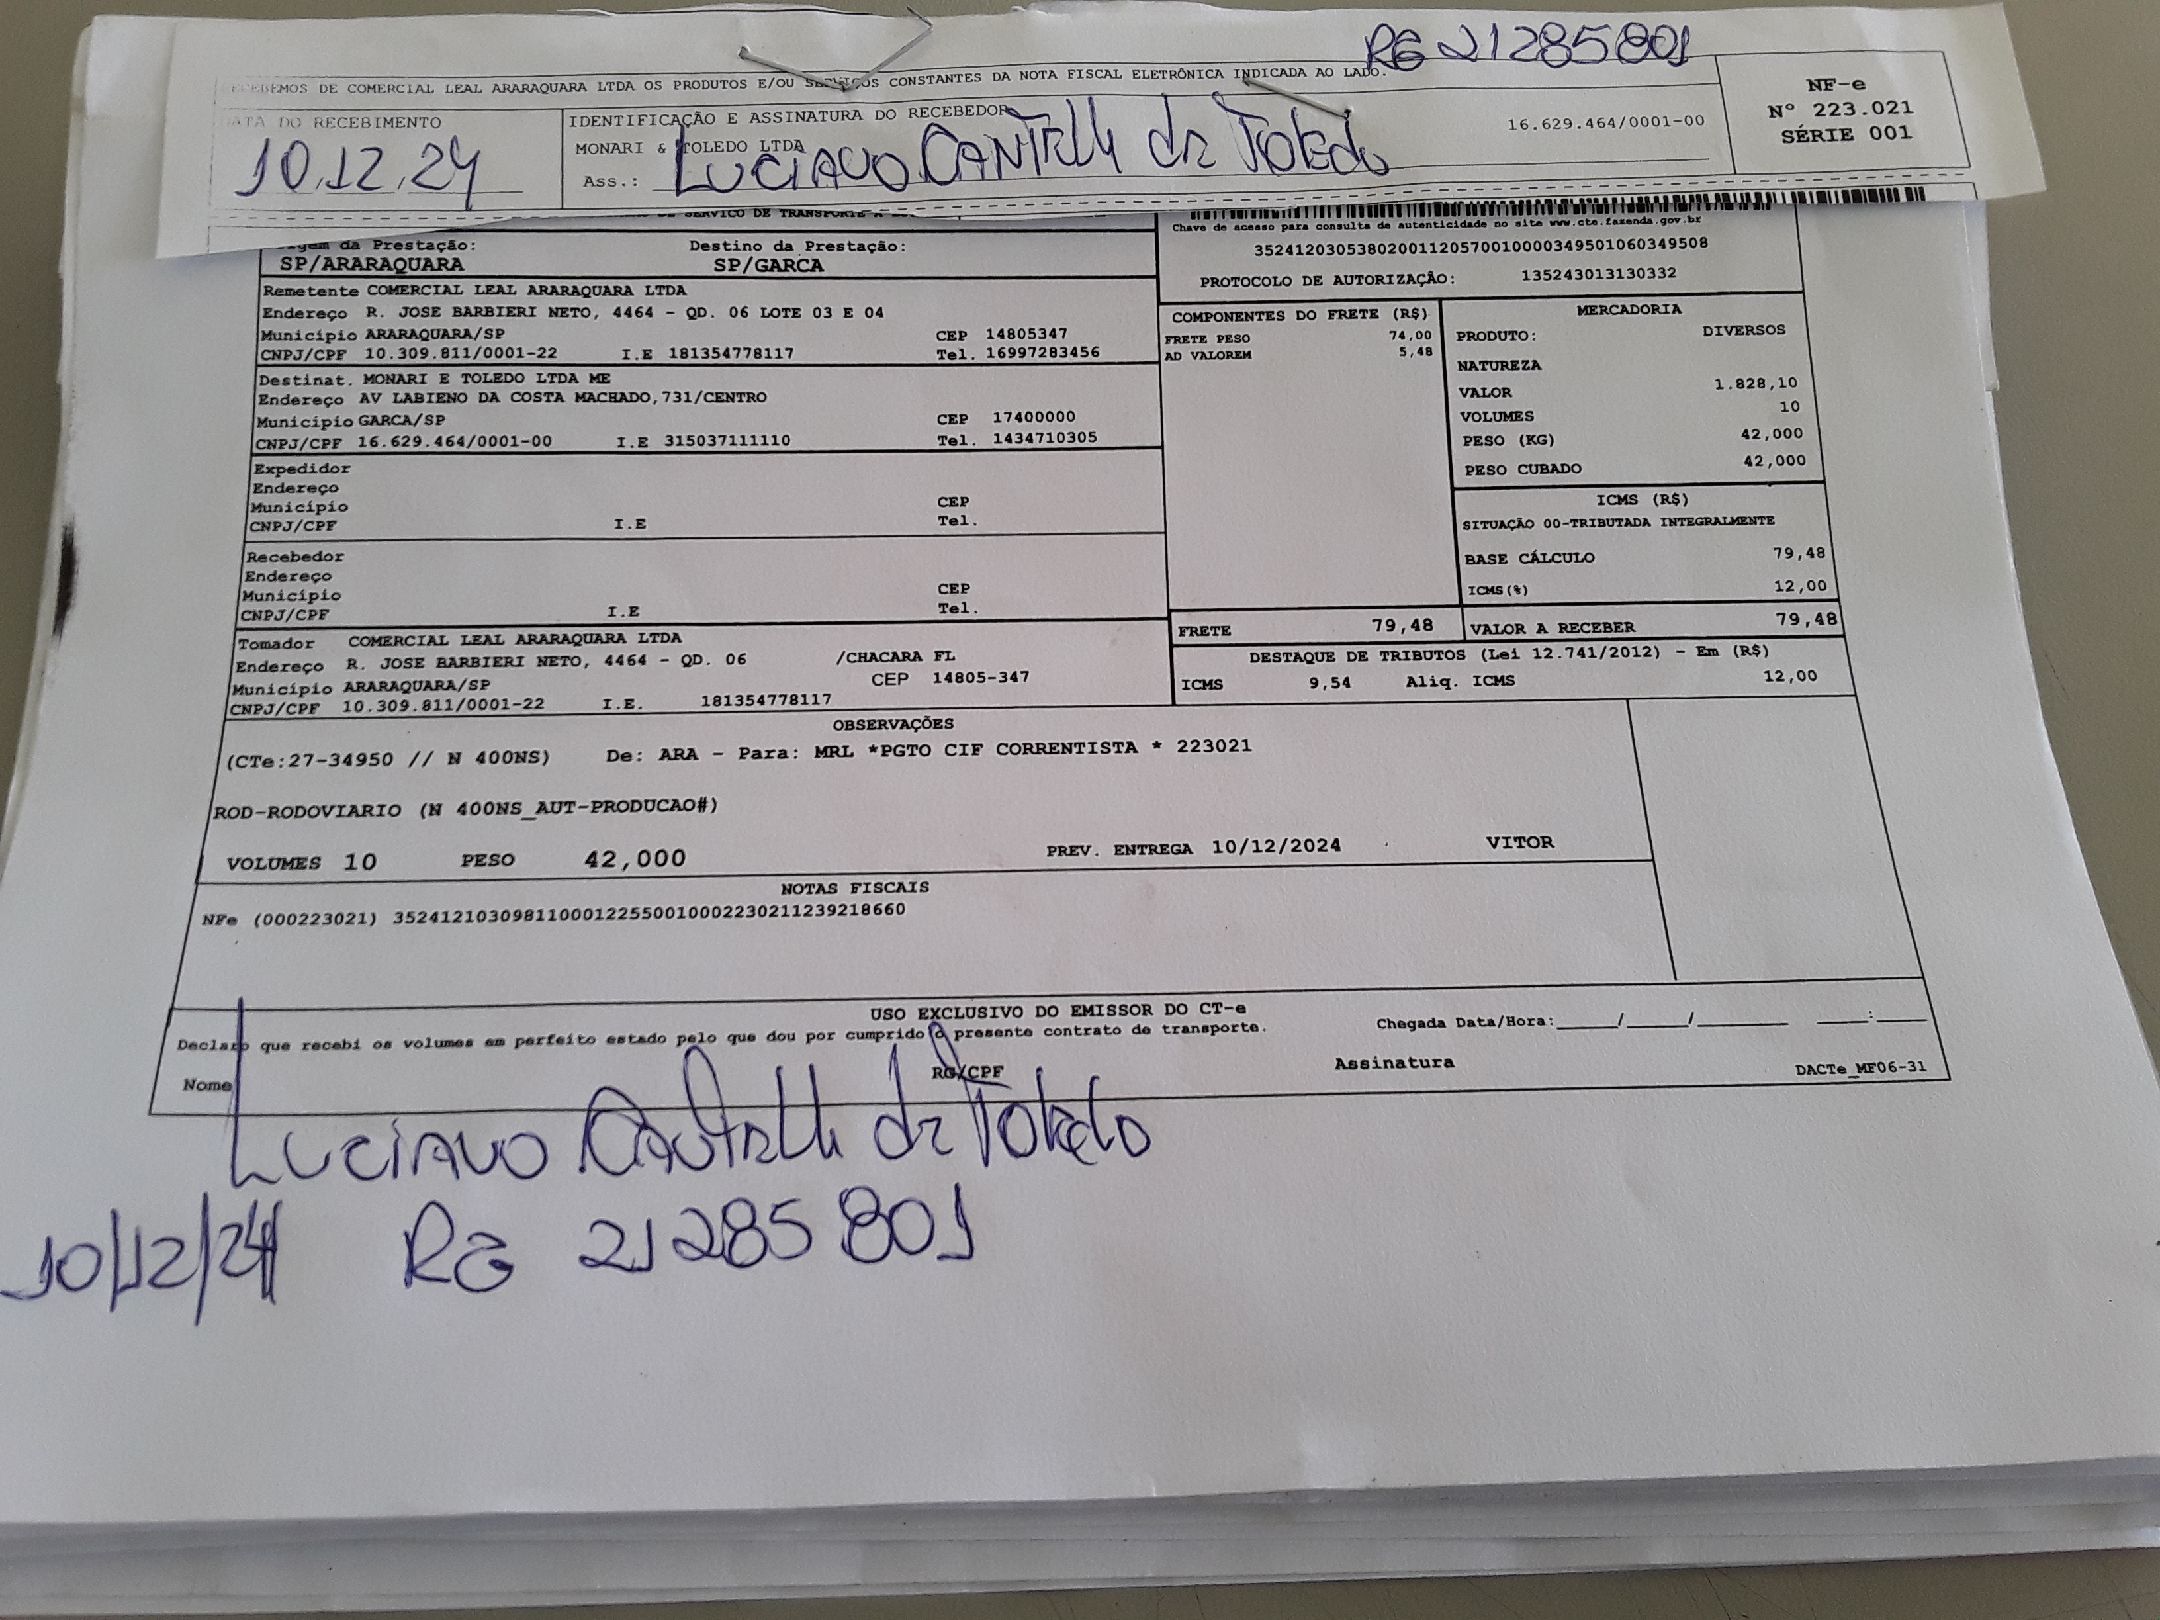 RG 21285801
RECEBEMOS DE COMERCIAL LEAL ARARAQUARA LTDA OS PRODUTOS E/OU SERVIÇOS CONSTANTES DA NOTA FISCAL ELETRÔNICA INDICADA AO LADO.
NF-e
Nº 223.021
SÉRIE 001
DATA DO RECEBIMENTO
10.12.24
IDENTIFICAÇÃO E ASSINATURA DO RECEBEDOR
MONARI & TOLEDO LTDA
16.629.464/0001-00
Ass.: Luciano de Toledo
DE SERVIÇO DE TRANSPORTE
Chave de acesso para consulta de autenticidade no site www.cte.fazenda.gov.br
35241203053802001120570010000349501060349508
PROTOCOLO DE AUTORIZAÇÃO: 135243013130332
Origem da Prestação: Destino da Prestação:
SP/ARARAQUARA SP/GARCA
Remetente COMERCIAL LEAL ARARAQUARA LTDA
Endereço R. JOSE BARBIERI NETO, 4464 - QD. 06 LOTE 03 E 04
Município ARARAQUARA/SP CEP 14805347
CNPJ/CPF 10.309.811/0001-22 I.E 181354778117 Tel. 16997283456
Destinat. MONARI E TOLEDO LTDA ME
Endereço AV LABIENO DA COSTA MACHADO,731/CENTRO
Município GARCA/SP CEP 17400000
CNPJ/CPF 16.629.464/0001-00 I.E 315037111110 Tel. 1434710305
Expedidor
Endereço
Município CEP
CNPJ/CPF I.E Tel.
Recebedor
Endereço
Município CEP
CNPJ/CPF I.E Tel.
Tomador COMERCIAL LEAL ARARAQUARA LTDA
Endereço R. JOSE BARBIERI NETO, 4464 - QD. 06 /CHACARA FL
Município ARARAQUARA/SP CEP 14805-347
CNPJ/CPF 10.309.811/0001-22 I.E. 181354778117
COMPONENTES DO FRETE (R$)
FRETE PESO 74,00
AD VALOREM 5,48
MERCADORIA
PRODUTO: DIVERSOS
NATUREZA
VALOR 1.828,10
VOLUMES 10
PESO (KG) 42,000
PESO CUBADO 42,000
ICMS (R$)
SITUAÇÃO 00-TRIBUTADA INTEGRALMENTE
BASE CÁLCULO 79,48
ICMS(%) 12,00
FRETE 79,48 VALOR A RECEBER 79,48
DESTAQUE DE TRIBUTOS (Lei 12.741/2012) - Em (R$)
ICMS 9,54 Aliq. ICMS 12,00
OBSERVAÇÕES
(CTe:27-34950 // N 400NS) De: ARA - Para: MRL *PGTO CIF CORRENTISTA * 223021
ROD-RODOVIARIO (N 400NS_AUT-PRODUCAO#)
VOLUMES 10 PESO 42,000 PREV. ENTREGA 10/12/2024 VITOR
NOTAS FISCAIS
NFe (000223021) 35241210309811000122550010002230211239218660
USO EXCLUSIVO DO EMISSOR DO CT-e
Declaro que recebi os volumes em perfeito estado pelo que dou por cumprido o presente contrato de transporte.
Chegada Data/Hora:_____/_____/_________ _____:_____
Nome RG/CPF Assinatura DACTe_MF06-31
Luciano de Toledo
10/12/24 RG 21285801